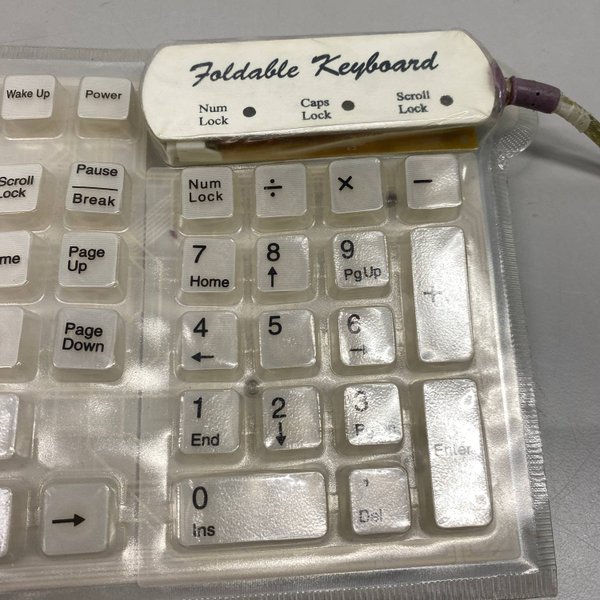 Foldable Keyboard
Num Lock
Caps Lock
Scroll Lock
Wake Up
Power
Scroll
Lock
Pause
Break
Num
Lock
÷
×
−
me
Page
Up
7
Home
8
↑
9
PgUp
+
Page
Down
4
←
5
6
→
1
End
2
↓
3
Enter
→
0
Ins
Del